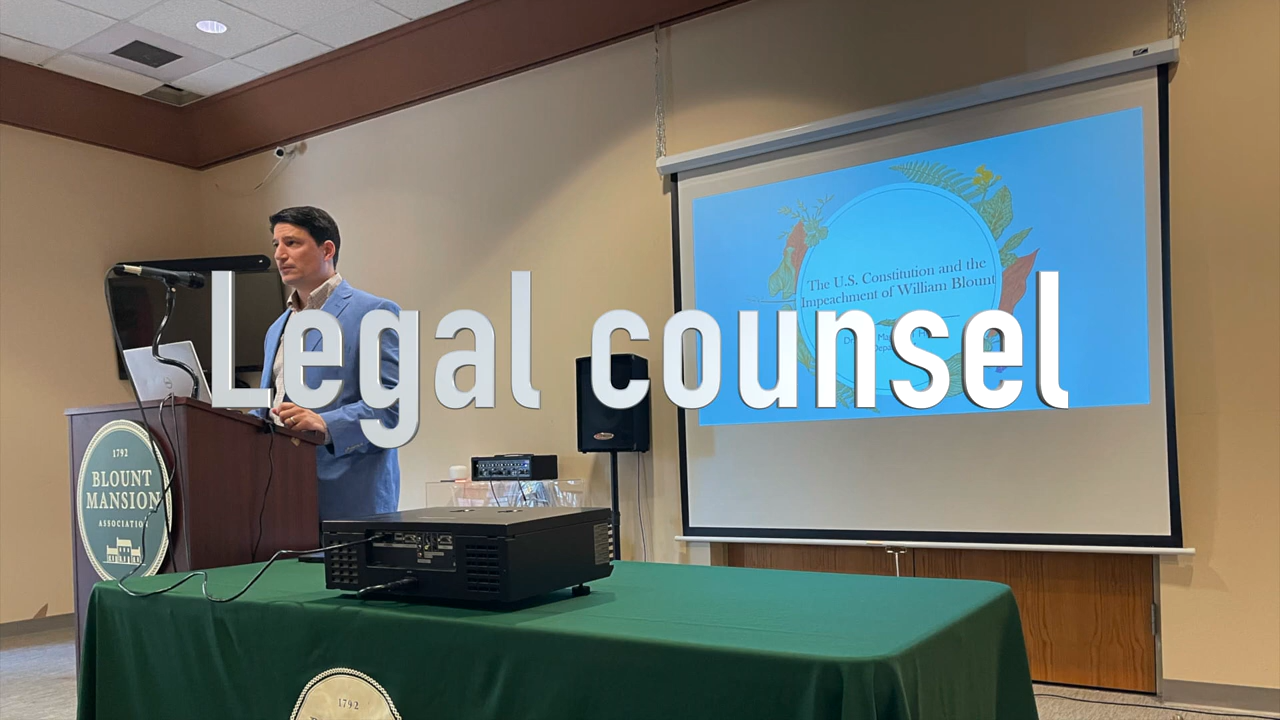 Legal counsel
The U.S. Constitution and the
Impeachment of William Blount
1792
BLOUNT
MANSION
ASSOCIATION
1792